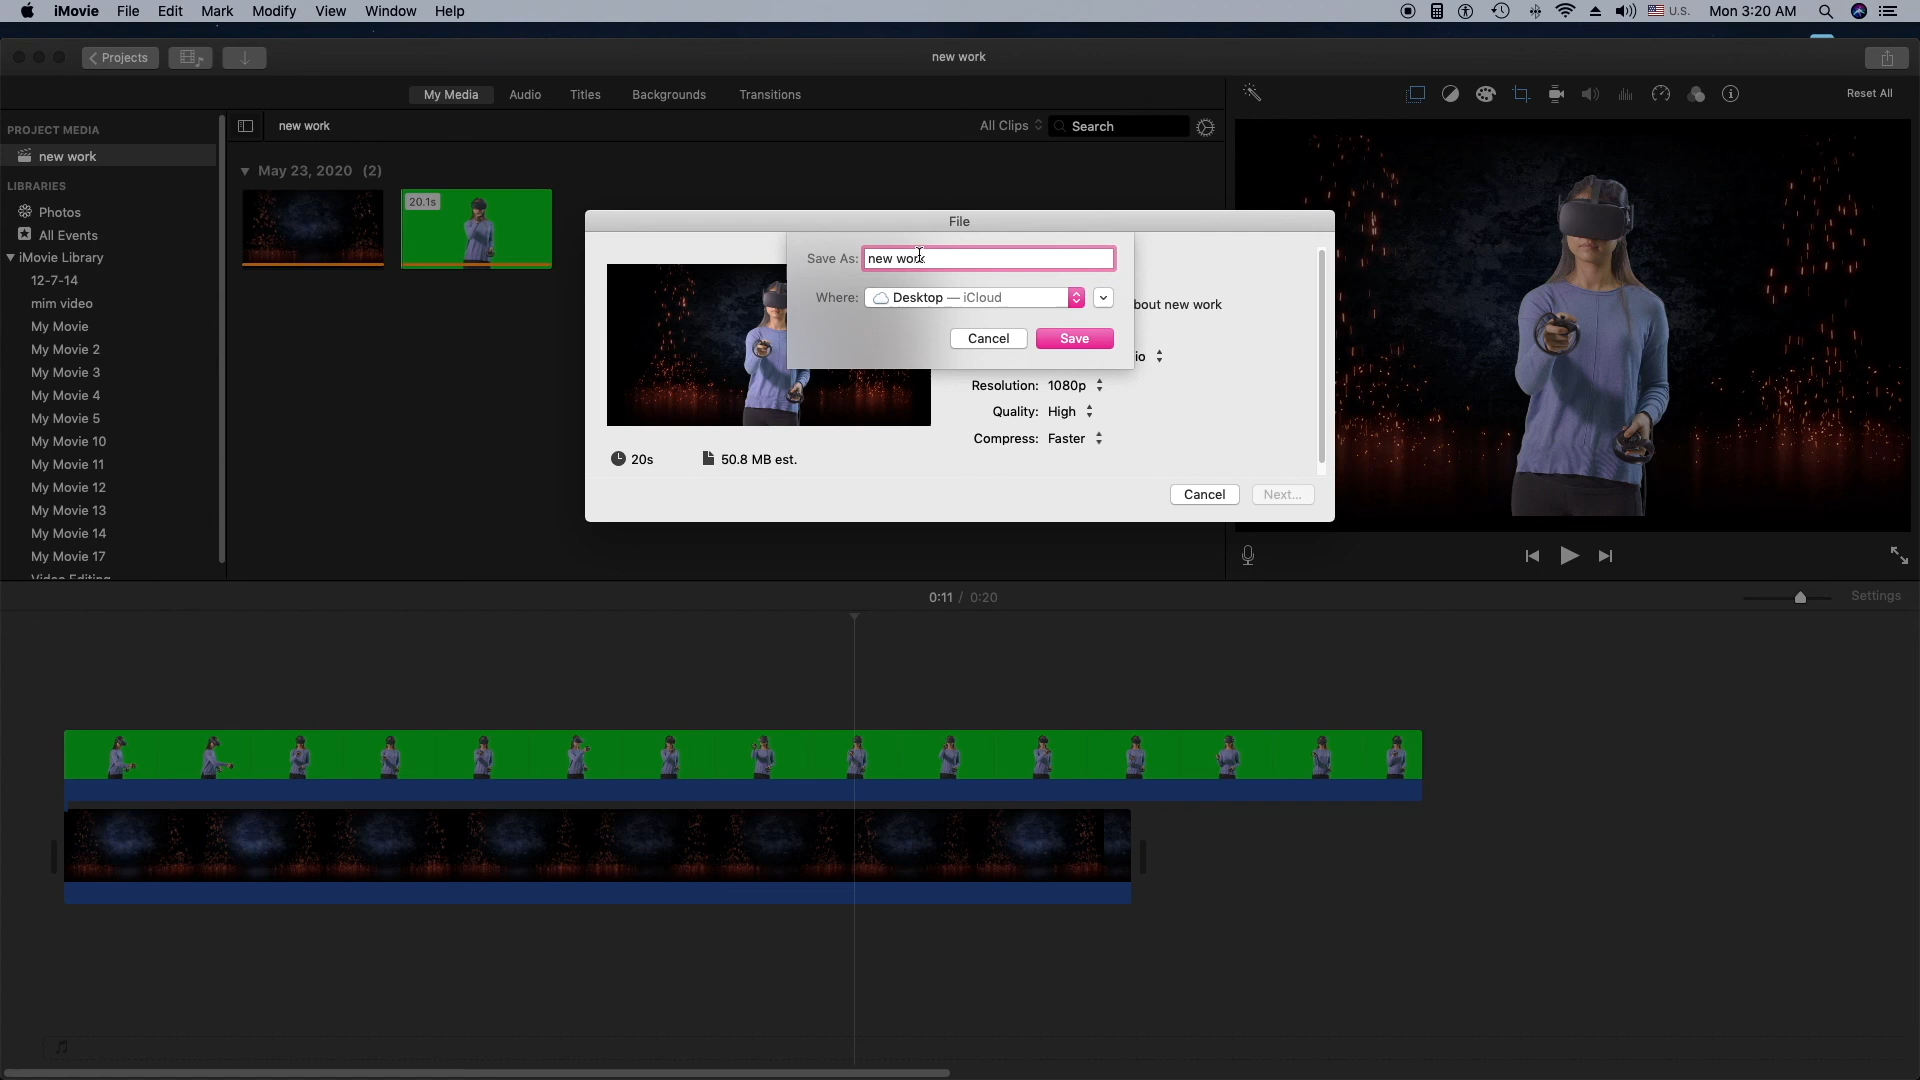 iMovie File Edit Mark Modify View Window Help U.S. Mon 3:20 AM
Projects new work
My Media Audio Titles Backgrounds Transitions Reset All
PROJECT MEDIA
new work
LIBRARIES
Photos
All Events
iMovie Library
12-7-14
mim video
My Movie
My Movie 2
My Movie 3
My Movie 4
My Movie 5
My Movie 10
My Movie 11
My Movie 12
My Movie 13
My Movie 14
My Movie 17
Video Editing
new work All Clips Search
May 23, 2020 (2)
20.1s
File
Save As: new work
Where: Desktop — iCloud
Cancel Save
bout new work
io
Resolution: 1080p
Quality: High
Compress: Faster
20s 50.8 MB est.
Cancel Next...
0:11 / 0:20 Settings